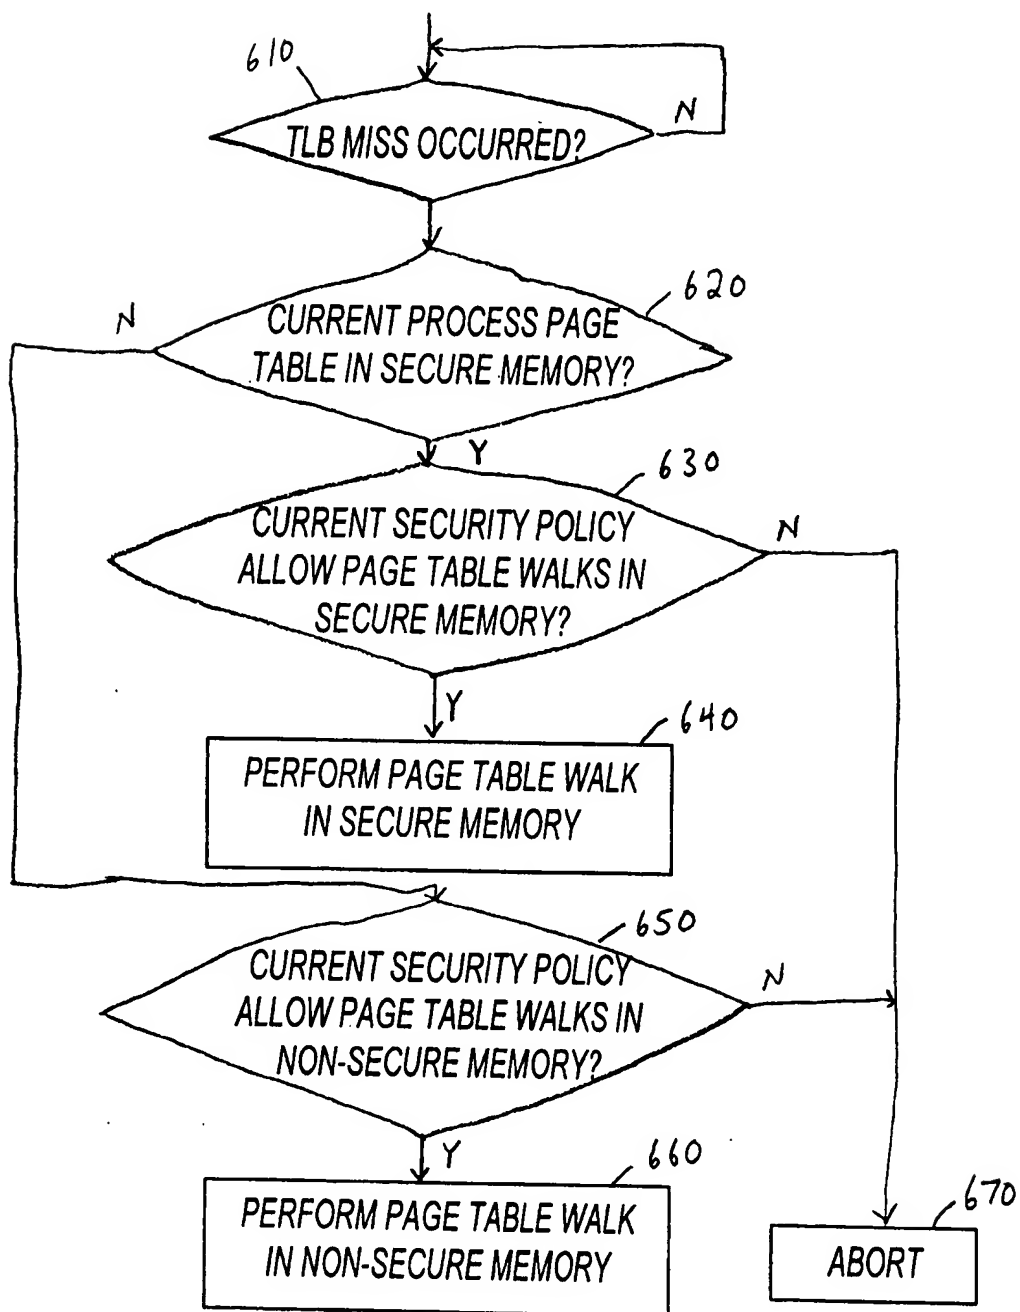 610
N
TLB MISS OCCURRED?
620
N
CURRENT PROCESS PAGE
TABLE IN SECURE MEMORY?
Y
630
CURRENT SECURITY POLICY
N
ALLOW PAGE TABLE WALKS IN
SECURE MEMORY?
Y
640
PERFORM PAGE TABLE WALK
IN SECURE MEMORY
650
CURRENT SECURITY POLICY
N
ALLOW PAGE TABLE WALKS IN
NON-SECURE MEMORY?
Y
660
670
PERFORM PAGE TABLE WALK
IN NON-SECURE MEMORY
ABORT